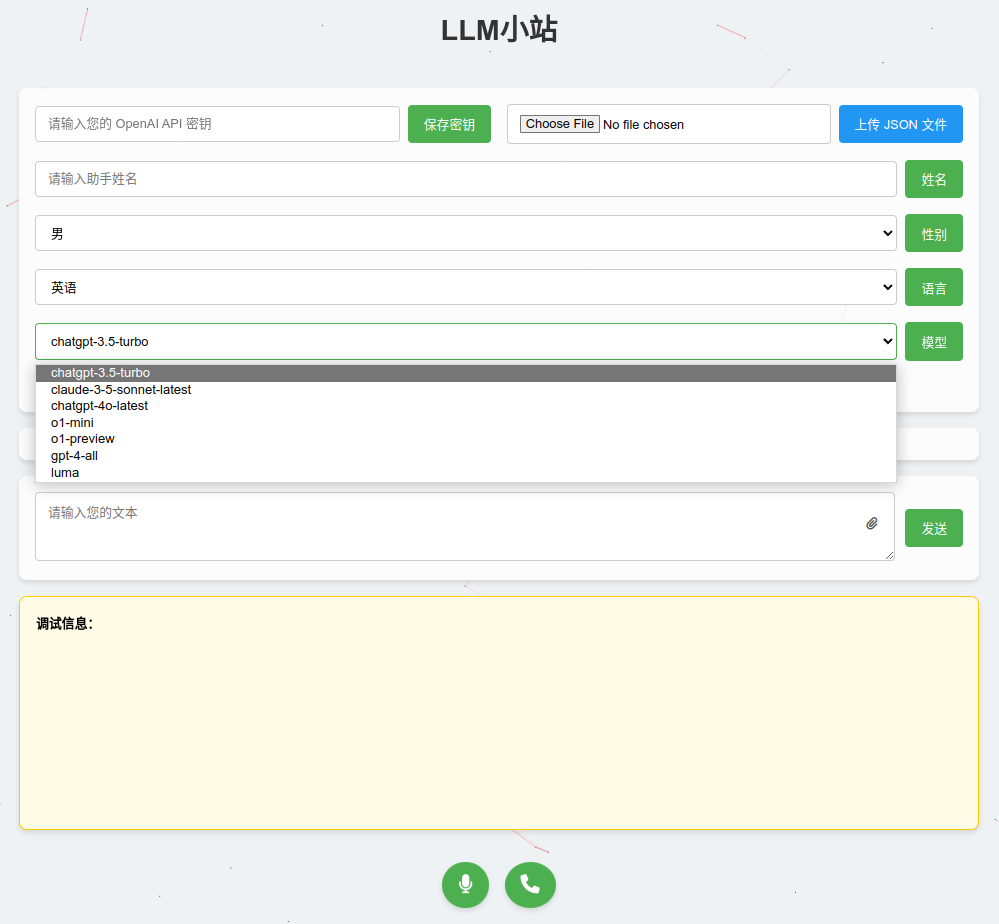 LLM小站
请输入您的 OpenAI API 密钥 保存密钥 Choose File No file chosen 上传 JSON 文件
请输入助手姓名 姓名
男 性别
英语 语言
chatgpt-3.5-turbo 模型
chatgpt-3.5-turbo
claude-3-5-sonnet-latest
chatgpt-4o-latest
o1-mini
o1-preview
gpt-4-all
luma
请输入您的文本
发送
调试信息: